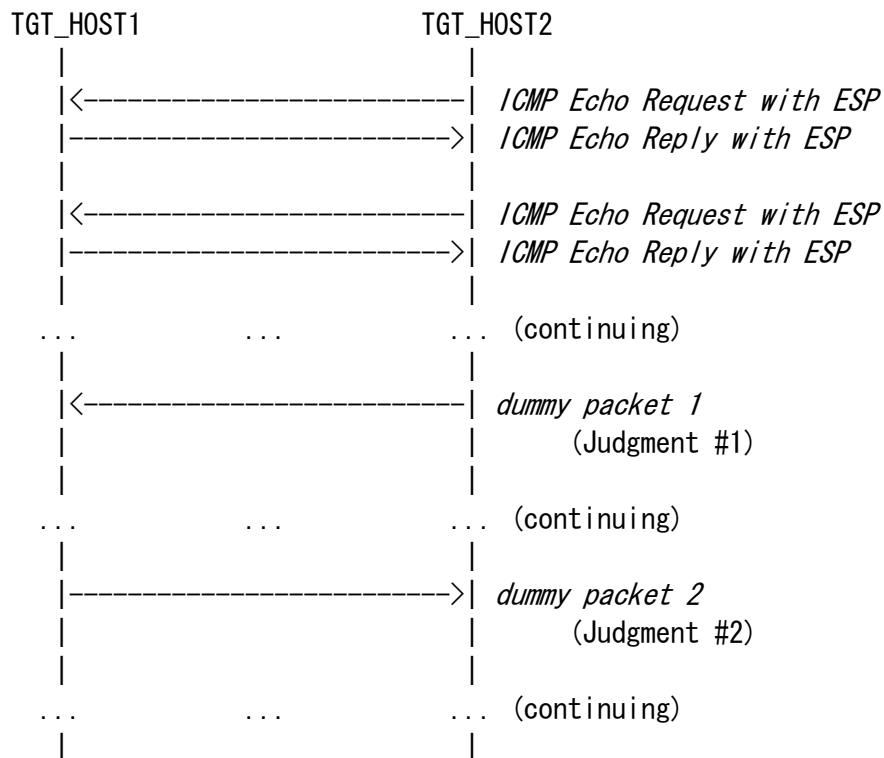 TGT_HOST1                    TGT_HOST2
   |                             |
   |<----------------------------| ICMP Echo Request with ESP
   |---------------------------->| ICMP Echo Reply with ESP
   |                             |
   |<----------------------------| ICMP Echo Request with ESP
   |---------------------------->| ICMP Echo Reply with ESP
   |                             |
  ...            ...            ... (continuing)
   |                             |
   |<----------------------------| dummy packet 1
   |                             |      (Judgment #1)
   |                             |
  ...            ...            ... (continuing)
   |                             |
   |---------------------------->| dummy packet 2
   |                             |      (Judgment #2)
   |                             |
  ...            ...            ... (continuing)
   |                             |